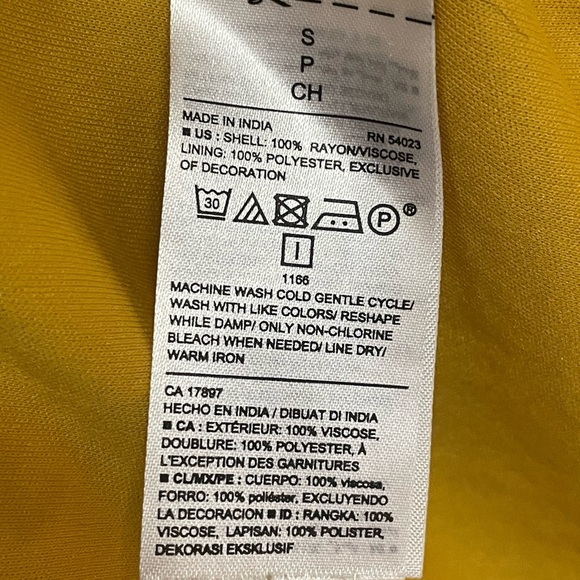 S
P
CH
MADE IN INDIA RN 54023
■ US : SHELL: 100% RAYON/VISCOSE,
LINING: 100% POLYESTER, EXCLUSIVE
OF DECORATION
30 P ®
1166
MACHINE WASH COLD GENTLE CYCLE/
WASH WITH LIKE COLORS/ RESHAPE
WHILE DAMP/ ONLY NON-CHLORINE
BLEACH WHEN NEEDED/ LINE DRY/
WARM IRON
CA 17897
HECHO EN INDIA / DIBUAT DI INDIA
■ CA : EXTÉRIEUR: 100% VISCOSE,
DOUBLURE: 100% POLYESTER, À
L'EXCEPTION DES GARNITURES
■ CL/MX/PE : CUERPO: 100% viscosa,
FORRO: 100% poliéster, EXCLUYENDO
LA DECORACION ■ ID : RANGKA: 100%
VISCOSE, LAPISAN: 100% POLISTER,
DEKORASI EKSKLUSIF